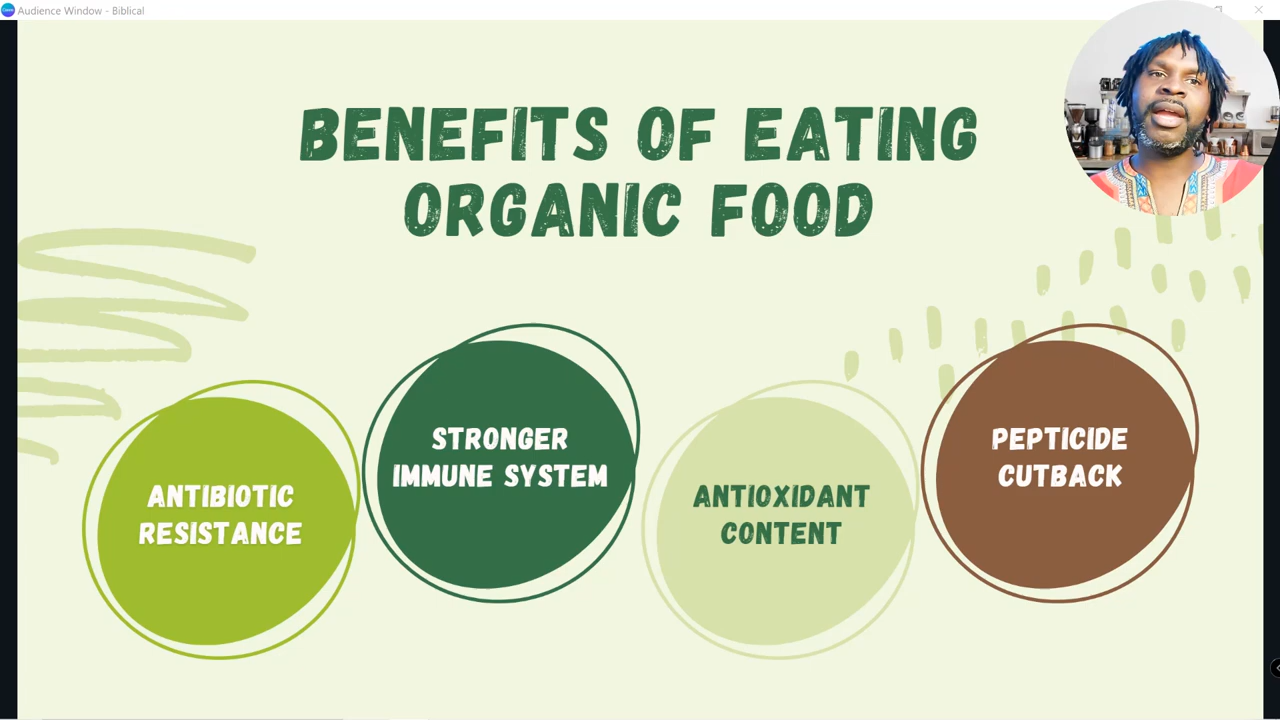 Audience Window - Biblical
BENEFITS OF EATING
ORGANIC FOOD
ANTIBIOTIC
RESISTANCE
STRONGER
IMMUNE SYSTEM
ANTIOXIDANT
CONTENT
PEPTICIDE
CUTBACK